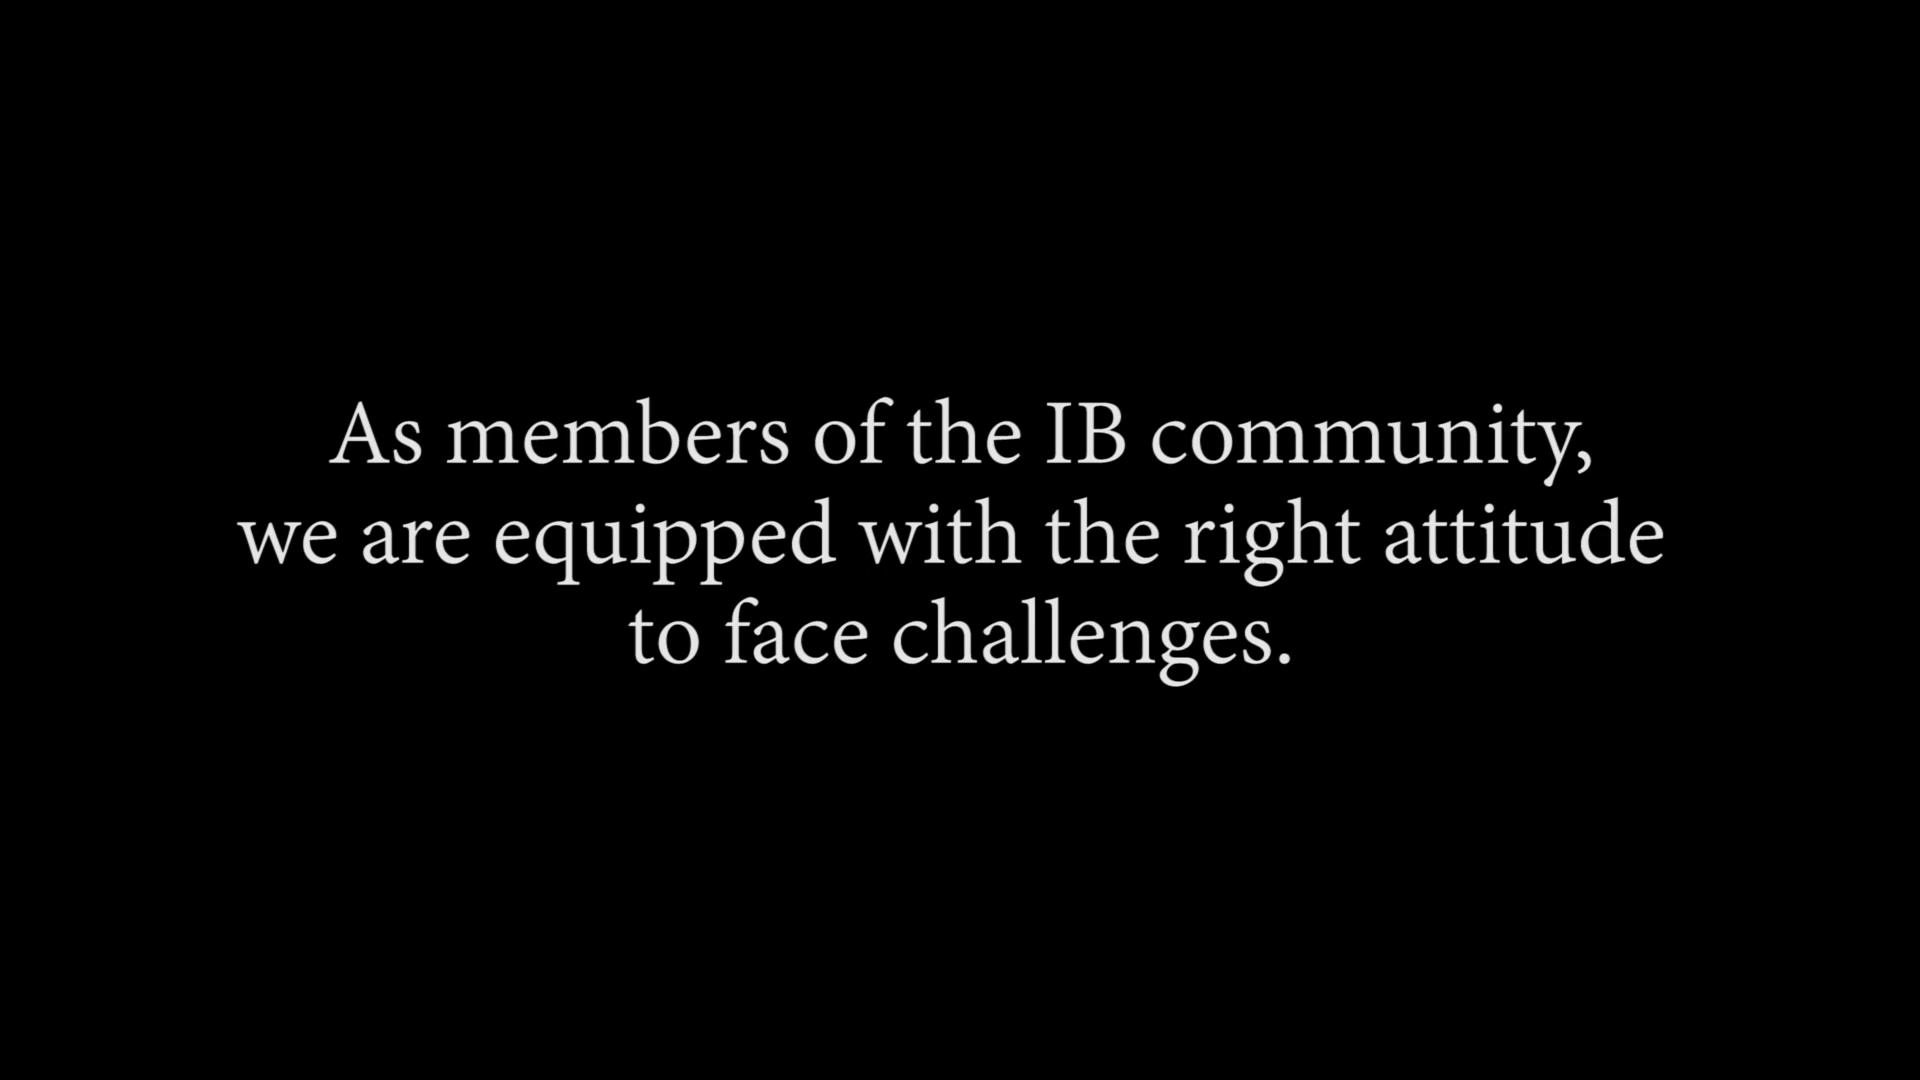 As members of the IB community,
we are equipped with the right attitude
to face challenges.